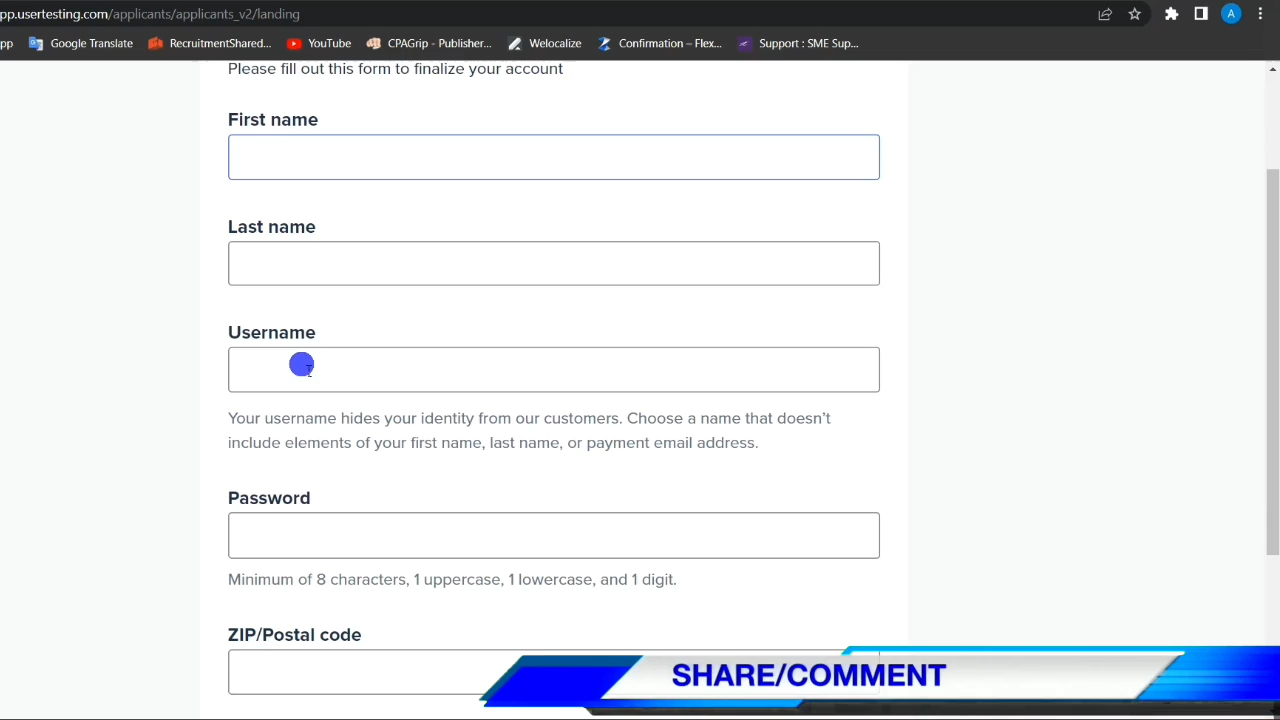 pp.usertesting.com/applicants/applicants_v2/landing
A
pp Google Translate RecruitmentShared... YouTube CPAGrip - Publisher... Welocalize Confirmation – Flex... Support : SME Sup...
Please fill out this form to finalize your account
First name
Last name
Username
Your username hides your identity from our customers. Choose a name that doesn’t
include elements of your first name, last name, or payment email address.
Password
Minimum of 8 characters, 1 uppercase, 1 lowercase, and 1 digit.
ZIP/Postal code
SHARE/COMMENT